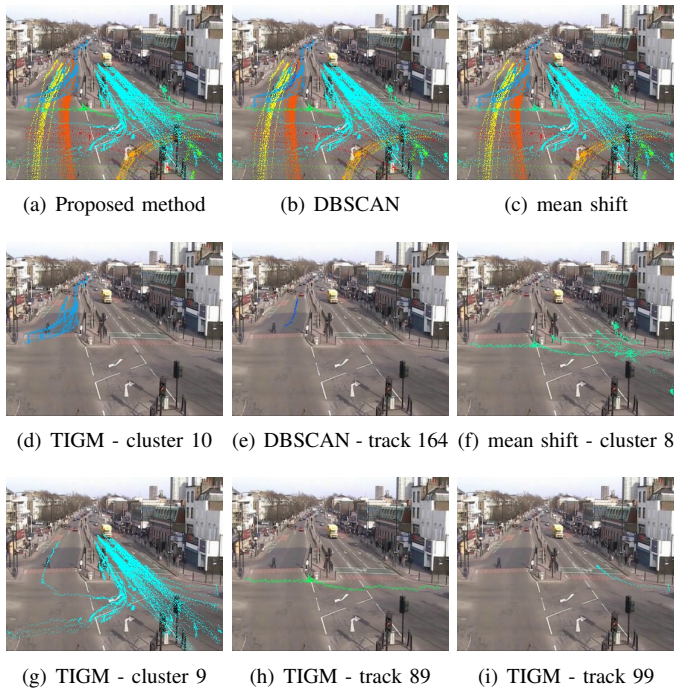 (a) Proposed method
(b) DBSCAN
(c) mean shift
(d) TIGM - cluster 10
(e) DBSCAN - track 164
(f) mean shift - cluster 8
(g) TIGM - cluster 9
(h) TIGM - track 89
(i) TIGM - track 99